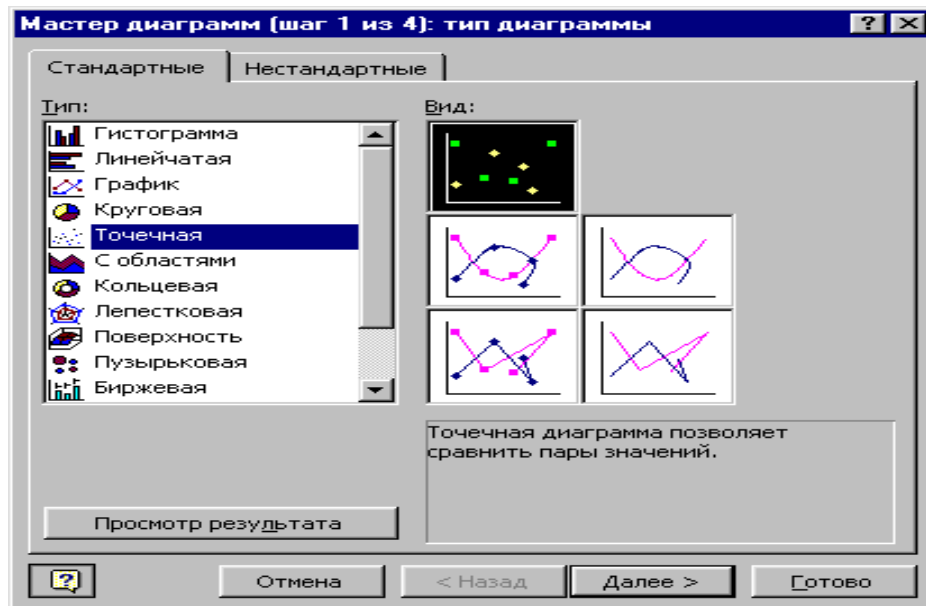 Мастер диаграмм (шаг 1 из 4): тип диаграммы
Стандартные Нестандартные
Тип:
Гистограмма
Линейчатая
График
Круговая
Точечная
С областями
Кольцевая
Лепестковая
Поверхность
Пузырьковая
Биржевая
Вид:
Точечная диаграмма позволяет
сравнить пары значений.
Просмотр результата
Отмена < Назад Далее > Готово